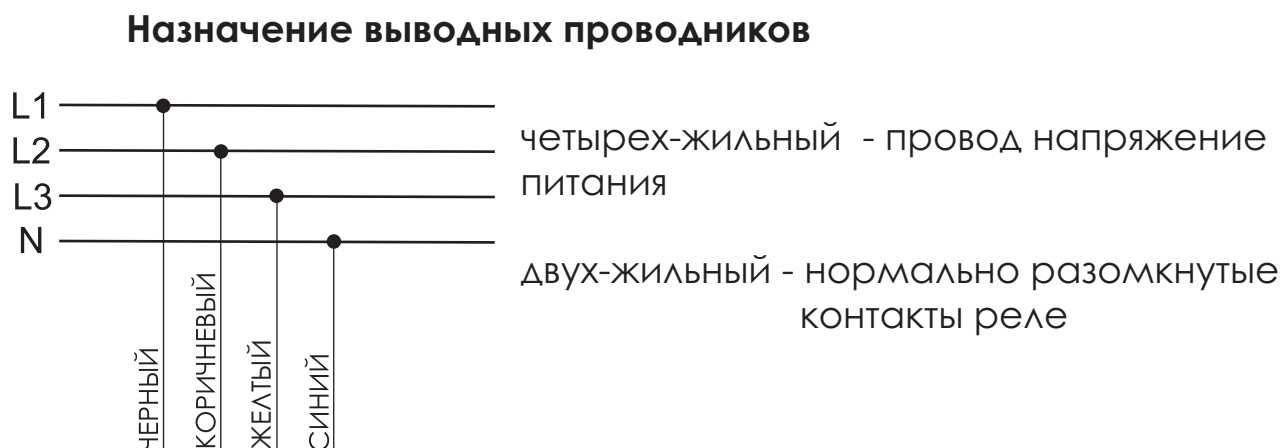 Назначение выводных проводников
L1
L2
L3
N
четырех-жильный - провод напряжение
питания
двух-жильный - нормально разомкнутые
контакты реле
ЧЕРНЫЙ
КОРИЧНЕВЫЙ
ЖЕЛТЫЙ
СИНИЙ